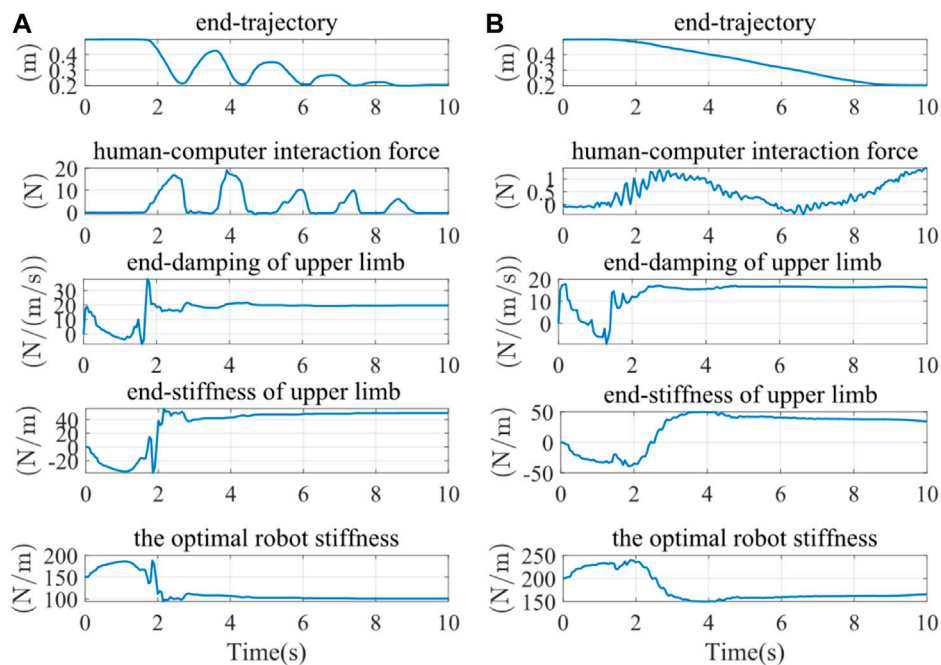 A
end-trajectory
(m)
0.4
0.3
0.2
0 2 4 6 8 10
human-computer interaction force
(N)
20
10
0
0 2 4 6 8 10
end-damping of upper limb
(N/(m/s))
30
20
10
0
0 2 4 6 8 10
end-stiffness of upper limb
(N/m)
40
20
-20
0 2 4 6 8 10
the optimal robot stiffness
(N/m)
200
150
100
0 2 4 6 8 10
Time(s)
B
end-trajectory
(m)
0.4
0.3
0.2
0 2 4 6 8 10
human-computer interaction force
(N)
1
0.5
0
0 2 4 6 8 10
end-damping of upper limb
(N/(m/s))
20
10
0
0 2 4 6 8 10
end-stiffness of upper limb
(N/m)
50
0
-50
0 2 4 6 8 10
the optimal robot stiffness
(N/m)
250
200
150
0 2 4 6 8 10
Time(s)